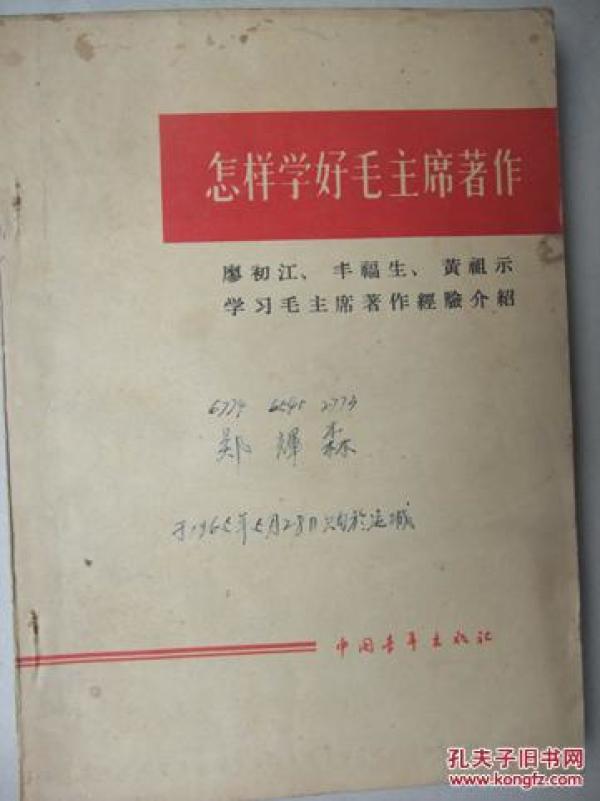 怎样学好毛主席著作
廖初江、丰福生、黄祖示
学习毛主席著作經驗介紹
郑輝森
中国青年出版社
孔夫子旧书网
www.kongfz.com